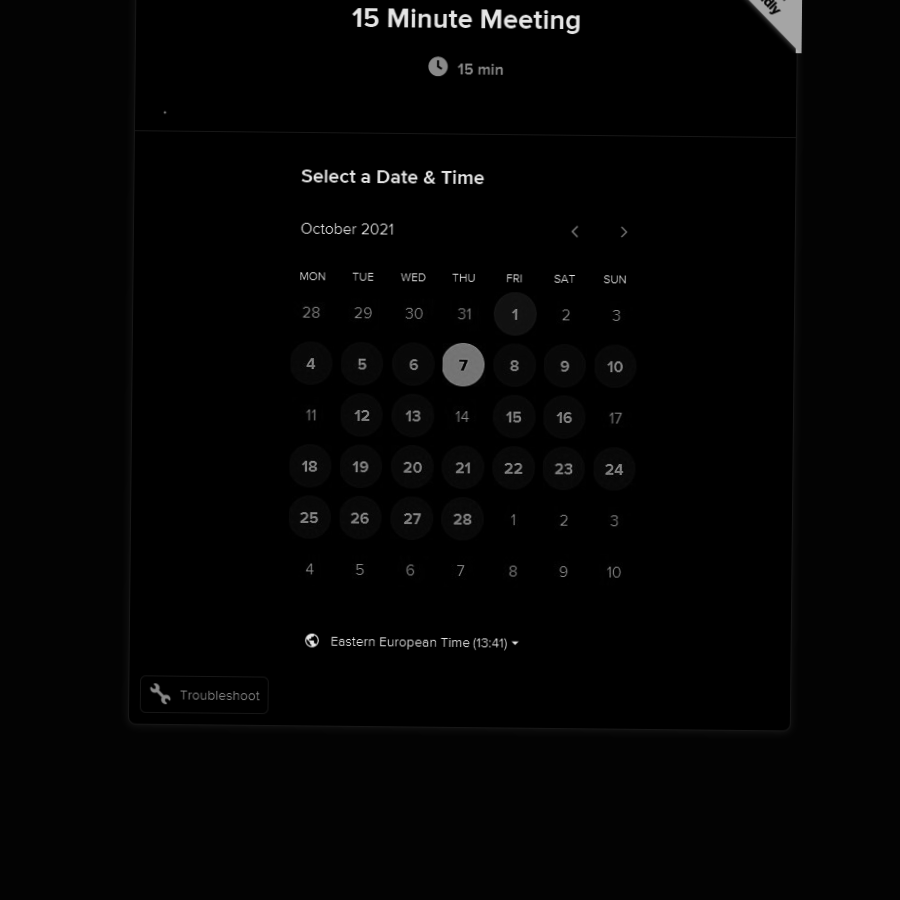 15 Minute Meeting
15 min
Select a Date & Time
October 2021
MON TUE WED THU FRI SAT SUN
28 29 30 31 1 2 3
4 5 6 7 8 9 10
11 12 13 14 15 16 17
18 19 20 21 22 23 24
25 26 27 28 1 2 3
4 5 6 7 8 9 10
Eastern European Time (13:41)
Troubleshoot